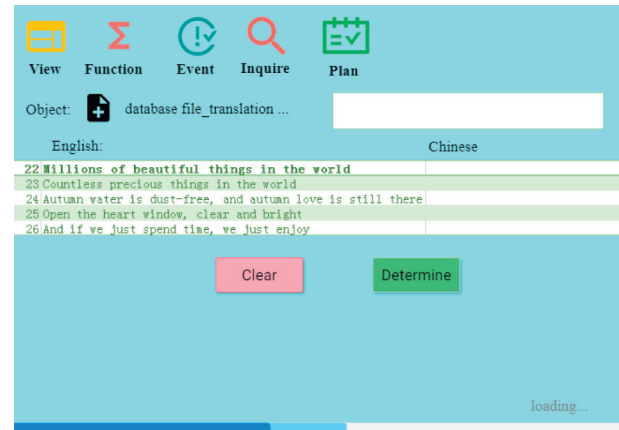 View Function Event Inquire Plan
Object: database file_translation ...
English: Chinese
22 Millions of beautiful things in the world
23 Countless precious things in the world
24 Autumn water is dust-free, and autumn love is still there
25 Open the heart window, clear and bright
26 And if we just spend time, we just enjoy
Clear Determine
loading...